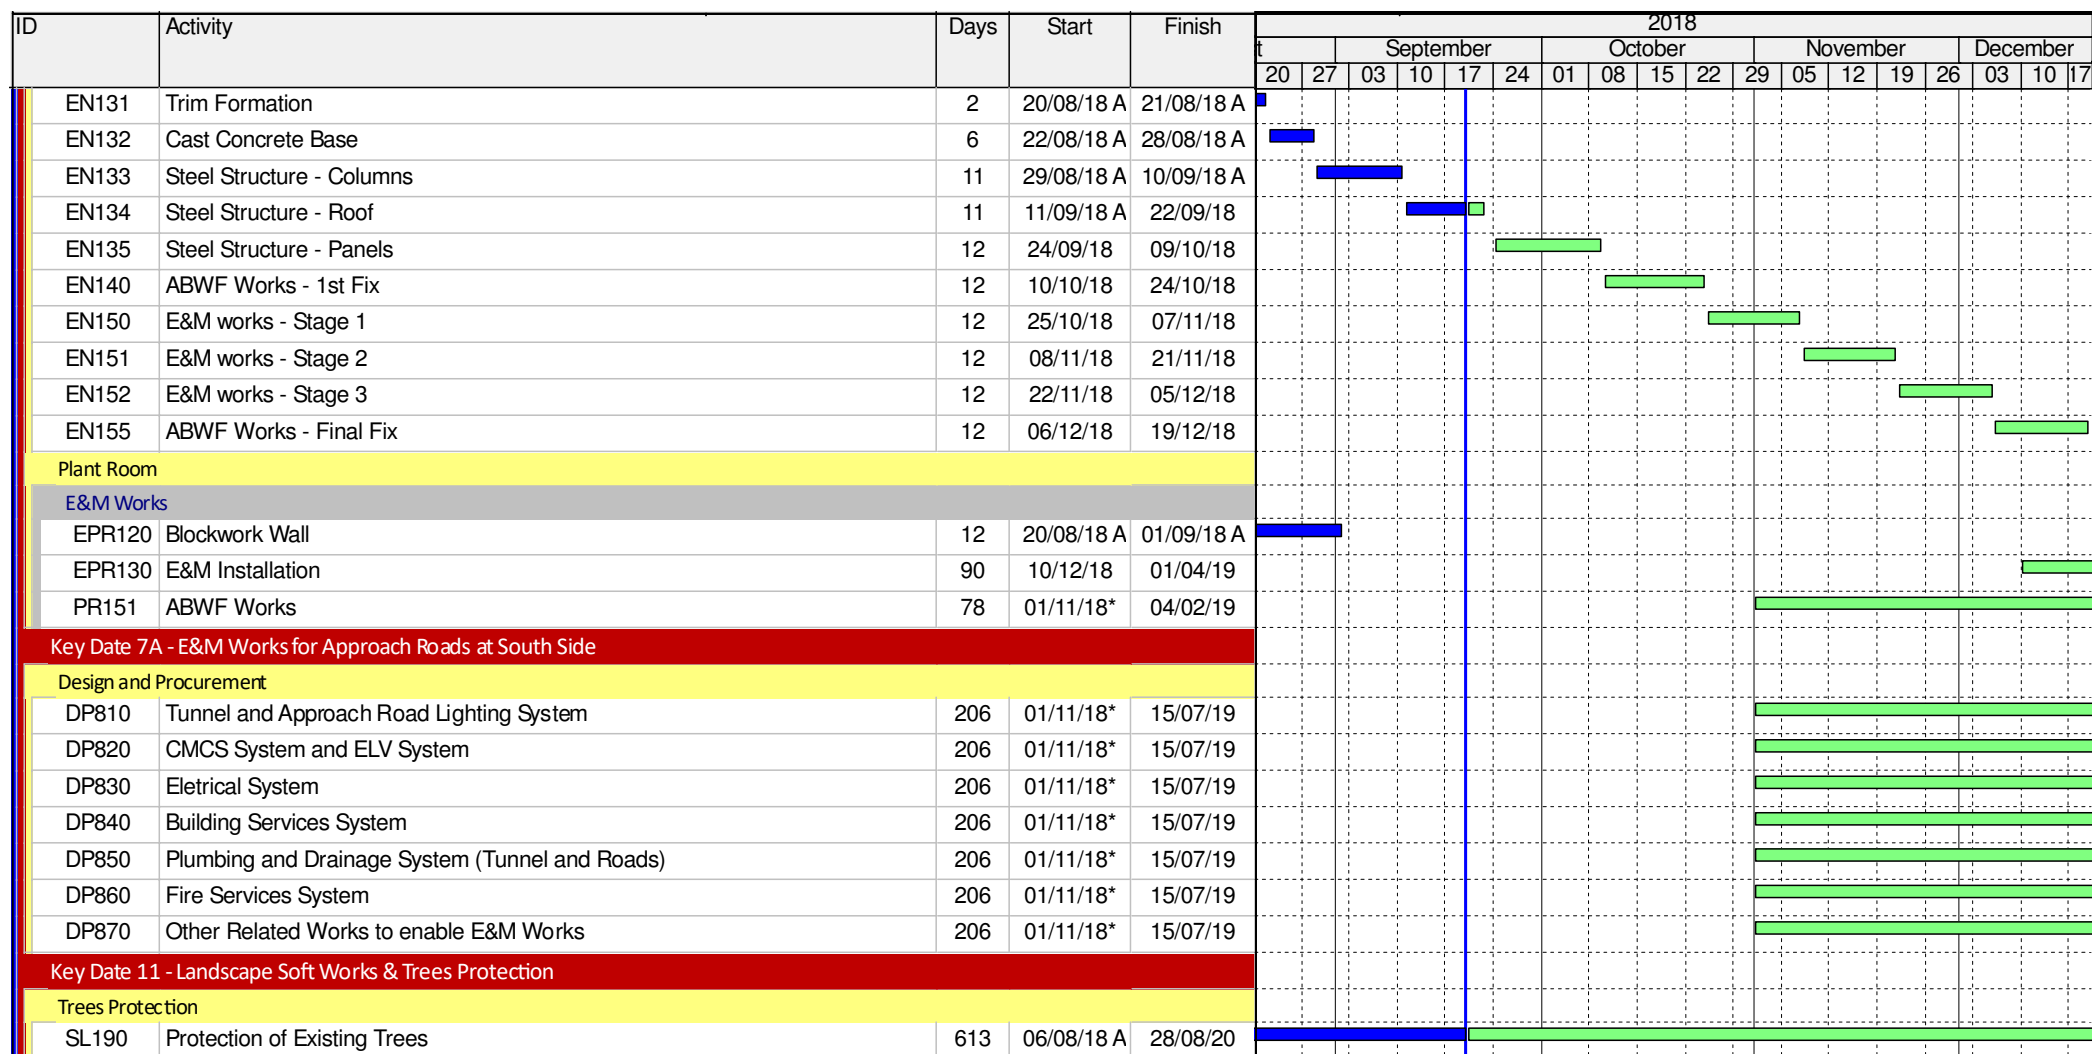 ID Activity Days Start Finish 2018
t September October November December
20 27 03 10 17 24 01 08 15 22 29 05 12 19 26 03 10 17
EN131 Trim Formation 2 20/08/18 A 21/08/18 A
EN132 Cast Concrete Base 6 22/08/18 A 28/08/18 A
EN133 Steel Structure - Columns 11 29/08/18 A 10/09/18 A
EN134 Steel Structure - Roof 11 11/09/18 A 22/09/18
EN135 Steel Structure - Panels 12 24/09/18 09/10/18
EN140 ABWF Works - 1st Fix 12 10/10/18 24/10/18
EN150 E&M works - Stage 1 12 25/10/18 07/11/18
EN151 E&M works - Stage 2 12 08/11/18 21/11/18
EN152 E&M works - Stage 3 12 22/11/18 05/12/18
EN155 ABWF Works - Final Fix 12 06/12/18 19/12/18
Plant Room
E&M Works
EPR120 Blockwork Wall 12 20/08/18 A 01/09/18 A
EPR130 E&M Installation 90 10/12/18 01/04/19
PR151 ABWF Works 78 01/11/18* 04/02/19
Key Date 7A - E&M Works for Approach Roads at South Side
Design and Procurement
DP810 Tunnel and Approach Road Lighting System 206 01/11/18* 15/07/19
DP820 CMCS System and ELV System 206 01/11/18* 15/07/19
DP830 Eletrical System 206 01/11/18* 15/07/19
DP840 Building Services System 206 01/11/18* 15/07/19
DP850 Plumbing and Drainage System (Tunnel and Roads) 206 01/11/18* 15/07/19
DP860 Fire Services System 206 01/11/18* 15/07/19
DP870 Other Related Works to enable E&M Works 206 01/11/18* 15/07/19
Key Date 11 - Landscape Soft Works & Trees Protection
Trees Protection
SL190 Protection of Existing Trees 613 06/08/18 A 28/08/20